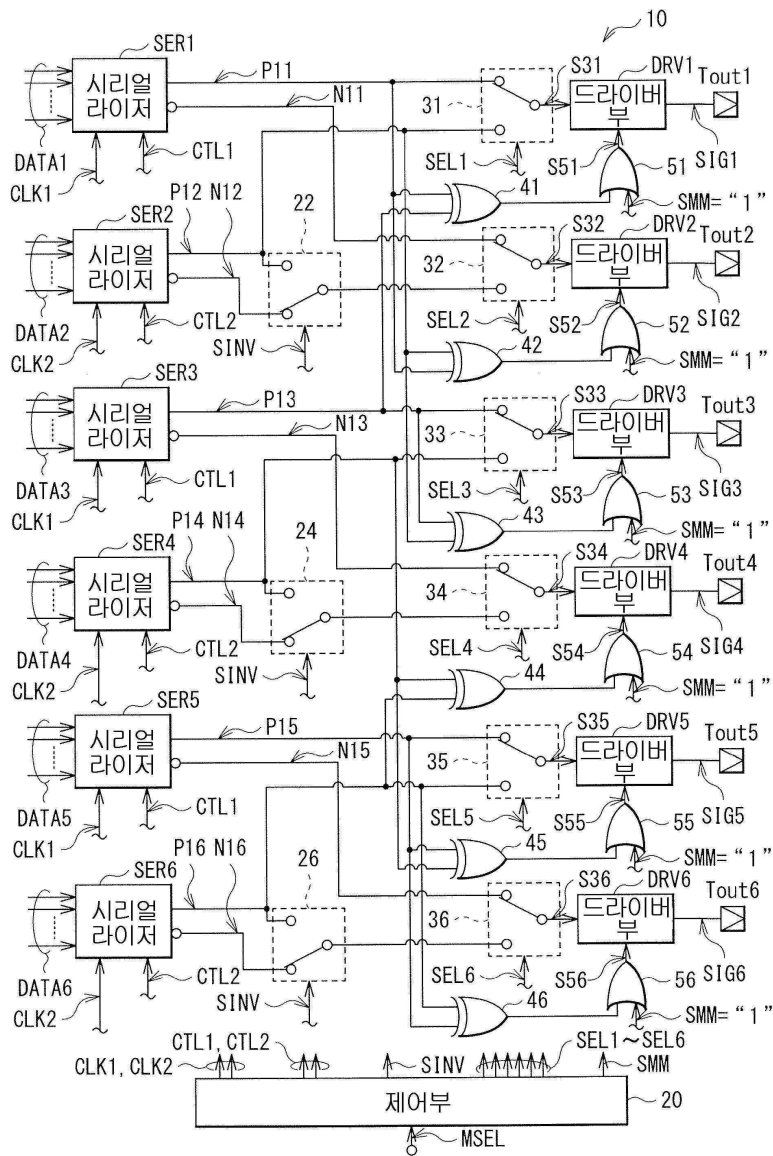 10
SER1
시리얼
라이저
P11
N11
DATA1
CLK1
CTL1
31
S31
DRV1
드라이버
부
Tout1
SEL1
S51
51
SIG1
41
SMM="1"
SER2
시리얼
라이저
P12 N12
22
DATA2
CLK2
CTL2
SINV
32
S32
DRV2
드라이버
부
Tout2
SEL2
S52
52
SIG2
42
SMM="1"
SER3
시리얼
라이저
P13
N13
DATA3
CLK1
CTL1
33
S33
DRV3
드라이버
부
Tout3
SEL3
S53
53
SIG3
43
SMM="1"
SER4
시리얼
라이저
P14 N14
24
DATA4
CLK2
CTL2
SINV
34
S34
DRV4
드라이버
부
Tout4
SEL4
S54
54
SIG4
44
SMM="1"
SER5
시리얼
라이저
P15
N15
DATA5
CLK1
CTL1
35
S35
DRV5
드라이버
부
Tout5
SEL5
S55
55
SIG5
45
SMM="1"
SER6
시리얼
라이저
P16 N16
26
DATA6
CLK2
CTL2
SINV
36
S36
DRV6
드라이버
부
Tout6
SEL6
S56
56
SIG6
46
SMM="1"
CLK1, CLK2
CTL1, CTL2
SINV
SEL1~SEL6
SMM
제어부
20
MSEL